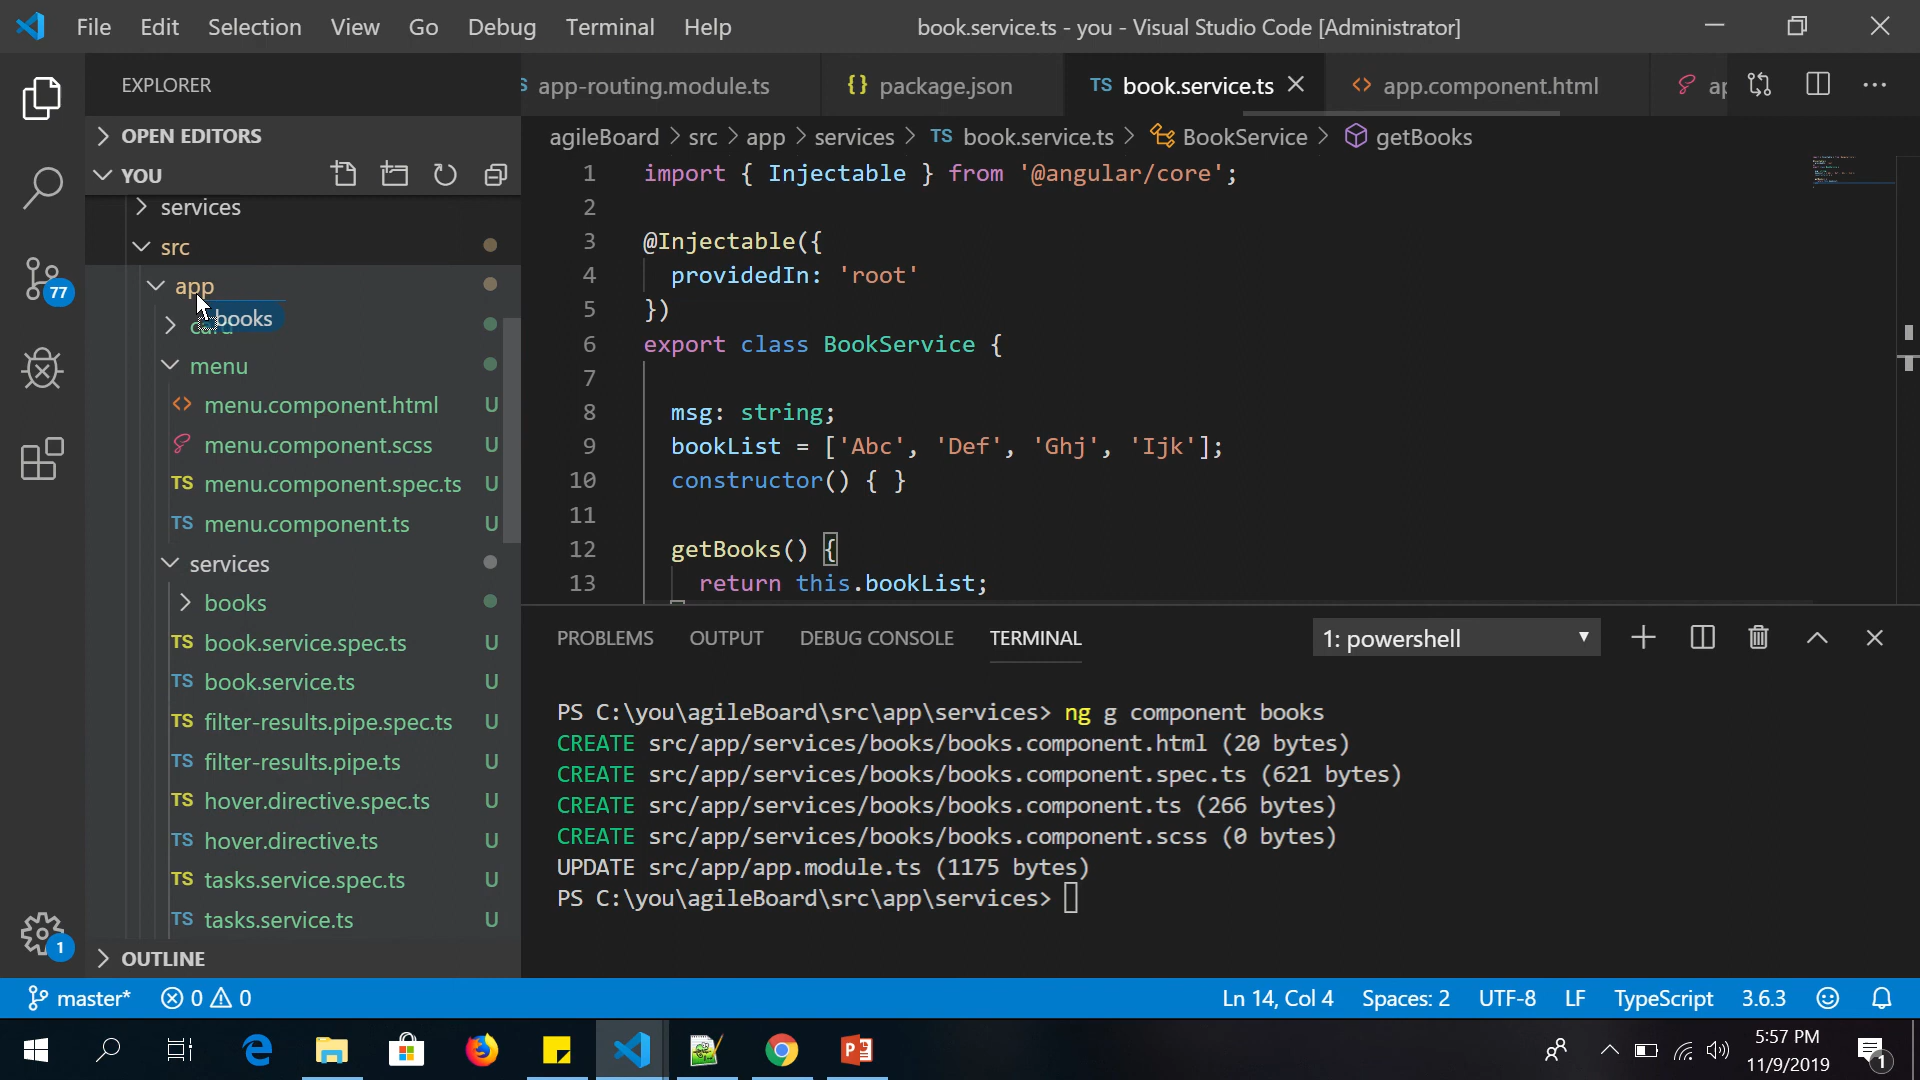 File Edit Selection View Go Debug Terminal Help book.service.ts - you - Visual Studio Code [Administrator]
EXPLORER
app-routing.module.ts {} package.json TS book.service.ts <> app.component.html
OPEN EDITORS
agileBoard > src > app > services > TS book.service.ts > BookService > getBooks
YOU
services
src
app
books
menu
menu.component.html U
menu.component.scss U
TS menu.component.spec.ts U
TS menu.component.ts U
services
books
TS book.service.spec.ts U
TS book.service.ts U
TS filter-results.pipe.spec.ts U
TS filter-results.pipe.ts U
TS hover.directive.spec.ts U
TS hover.directive.ts U
TS tasks.service.spec.ts U
TS tasks.service.ts U
OUTLINE
77
1
1 import { Injectable } from '@angular/core';
2
3 @Injectable({
4 providedIn: 'root'
5 })
6 export class BookService {
7
8 msg: string;
9 bookList = ['Abc', 'Def', 'Ghj', 'Ijk'];
10 constructor() { }
11
12 getBooks() {
13 return this.bookList;
PROBLEMS OUTPUT DEBUG CONSOLE TERMINAL 1: powershell
PS C:\you\agileBoard\src\app\services> ng g component books
CREATE src/app/services/books/books.component.html (20 bytes)
CREATE src/app/services/books/books.component.spec.ts (621 bytes)
CREATE src/app/services/books/books.component.ts (266 bytes)
CREATE src/app/services/books/books.component.scss (0 bytes)
UPDATE src/app/app.module.ts (1175 bytes)
PS C:\you\agileBoard\src\app\services>
master* 0 0 Ln 14, Col 4 Spaces: 2 UTF-8 LF TypeScript 3.6.3
5:57 PM
11/9/2019
1